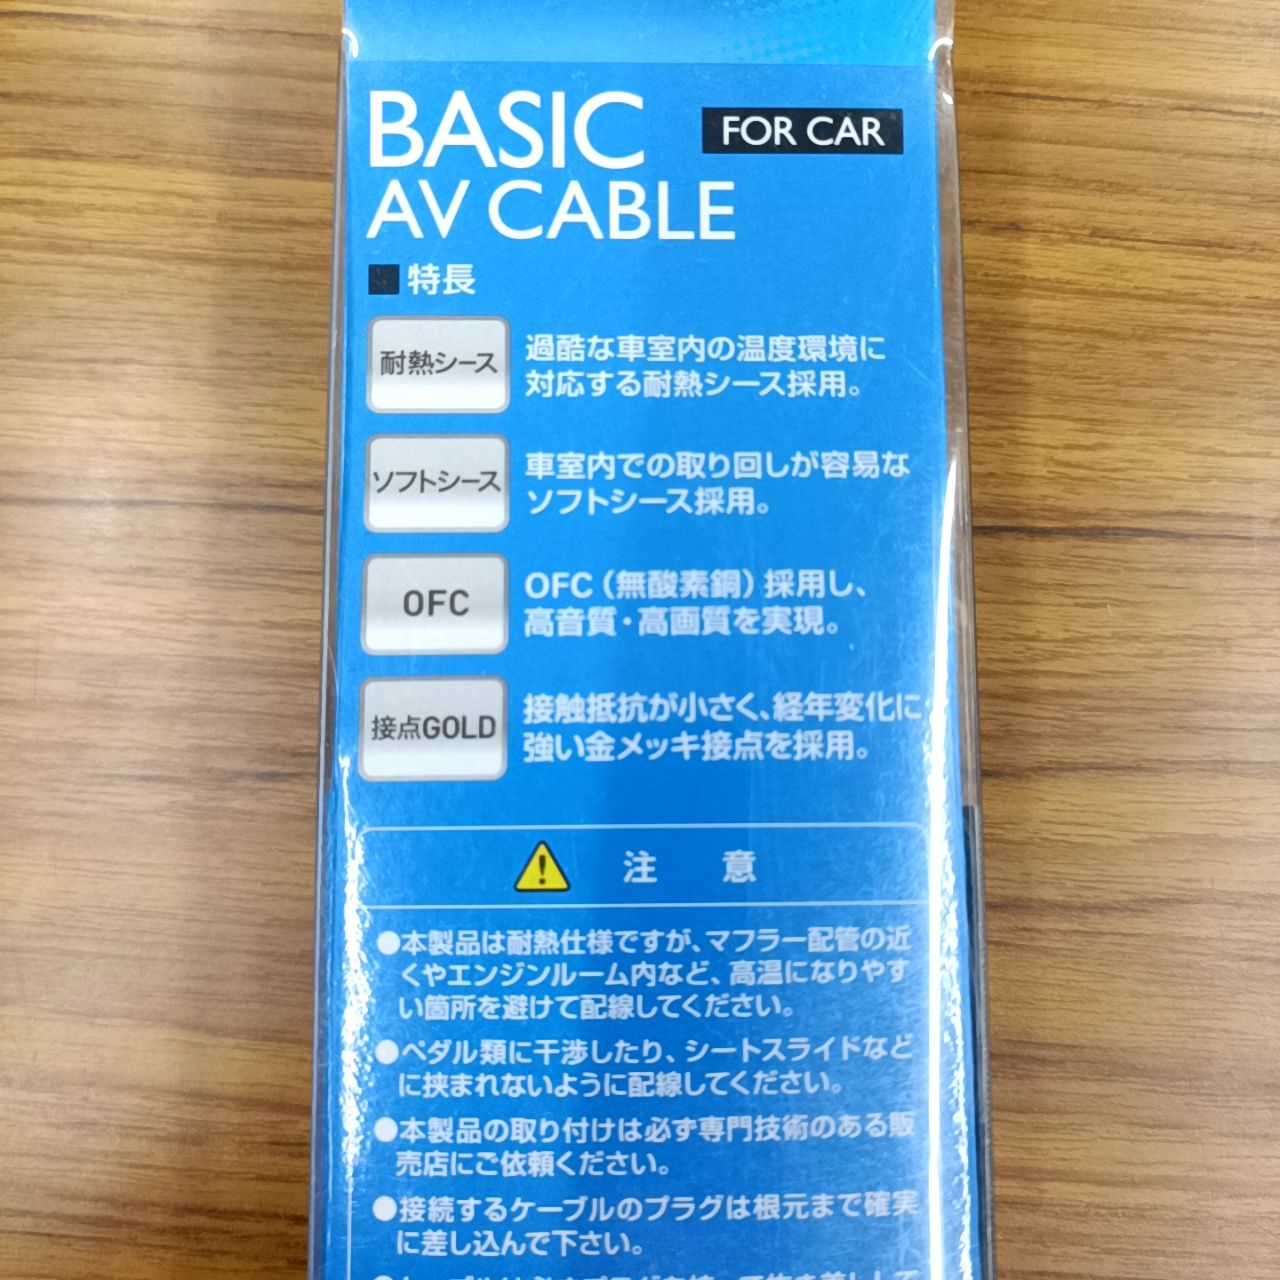 BASIC
FOR CAR
AV CABLE
■特長
耐熱シース
過酷な車室内の温度環境に
対応する耐熱シース採用。
ソフトシース
車室内での取り回しが容易な
ソフトシース採用。
OFC
OFC(無酸素銅)採用し、
高音質・高画質を実現。
接点GOLD
接触抵抗が小さく、経年変化に
強い金メッキ接点を採用。
注 意
●本製品は耐熱仕様ですが、マフラー配管の近
くやエンジンルーム内など、高温になりやす
い箇所を避けて配線してください。
●ペダル類に干渉したり、シートスライドなど
に挟まれないように配線してください。
●本製品の取り付けは必ず専門技術のある販
売店にご依頼ください。
●接続するケーブルのプラグは根元まで確実
に差し込んで下さい。